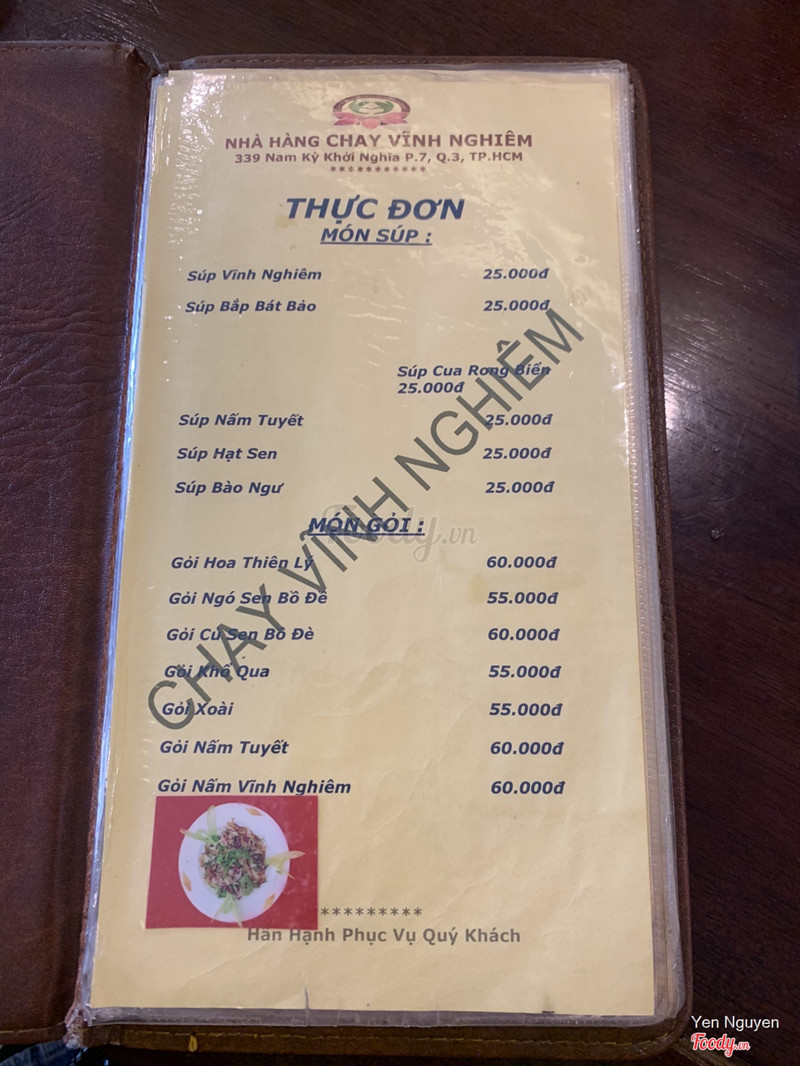 NHÀ HÀNG CHAY VĨNH NGHIÊM
339 Nam Kỳ Khởi Nghĩa P.7, Q.3, TP.HCM
***********
THỰC ĐƠN
MÓN SÚP :
Súp Vĩnh Nghiêm 25.000đ
Súp Bắp Bát Bảo 25.000đ
Súp Cua Rong Biển
25.000đ
Súp Nấm Tuyết 25.000đ
Súp Hạt Sen 25.000đ
Súp Bào Ngư 25.000đ
MÓN GỎI :
Gỏi Hoa Thiên Lý 60.000đ
Gỏi Ngó Sen Bồ Đề 55.000đ
Gỏi Củ Sen Bồ Đè 60.000đ
Gỏi Khổ Qua 55.000đ
Gỏi Xoài 55.000đ
Gỏi Nấm Tuyết 60.000đ
Gỏi Nấm Vĩnh Nghiêm 60.000đ
*********
Hân Hạnh Phục Vụ Quý Khách
CHAY VĨNH NGHIÊM
Foody.vn
Yen Nguyen
Foody.vn